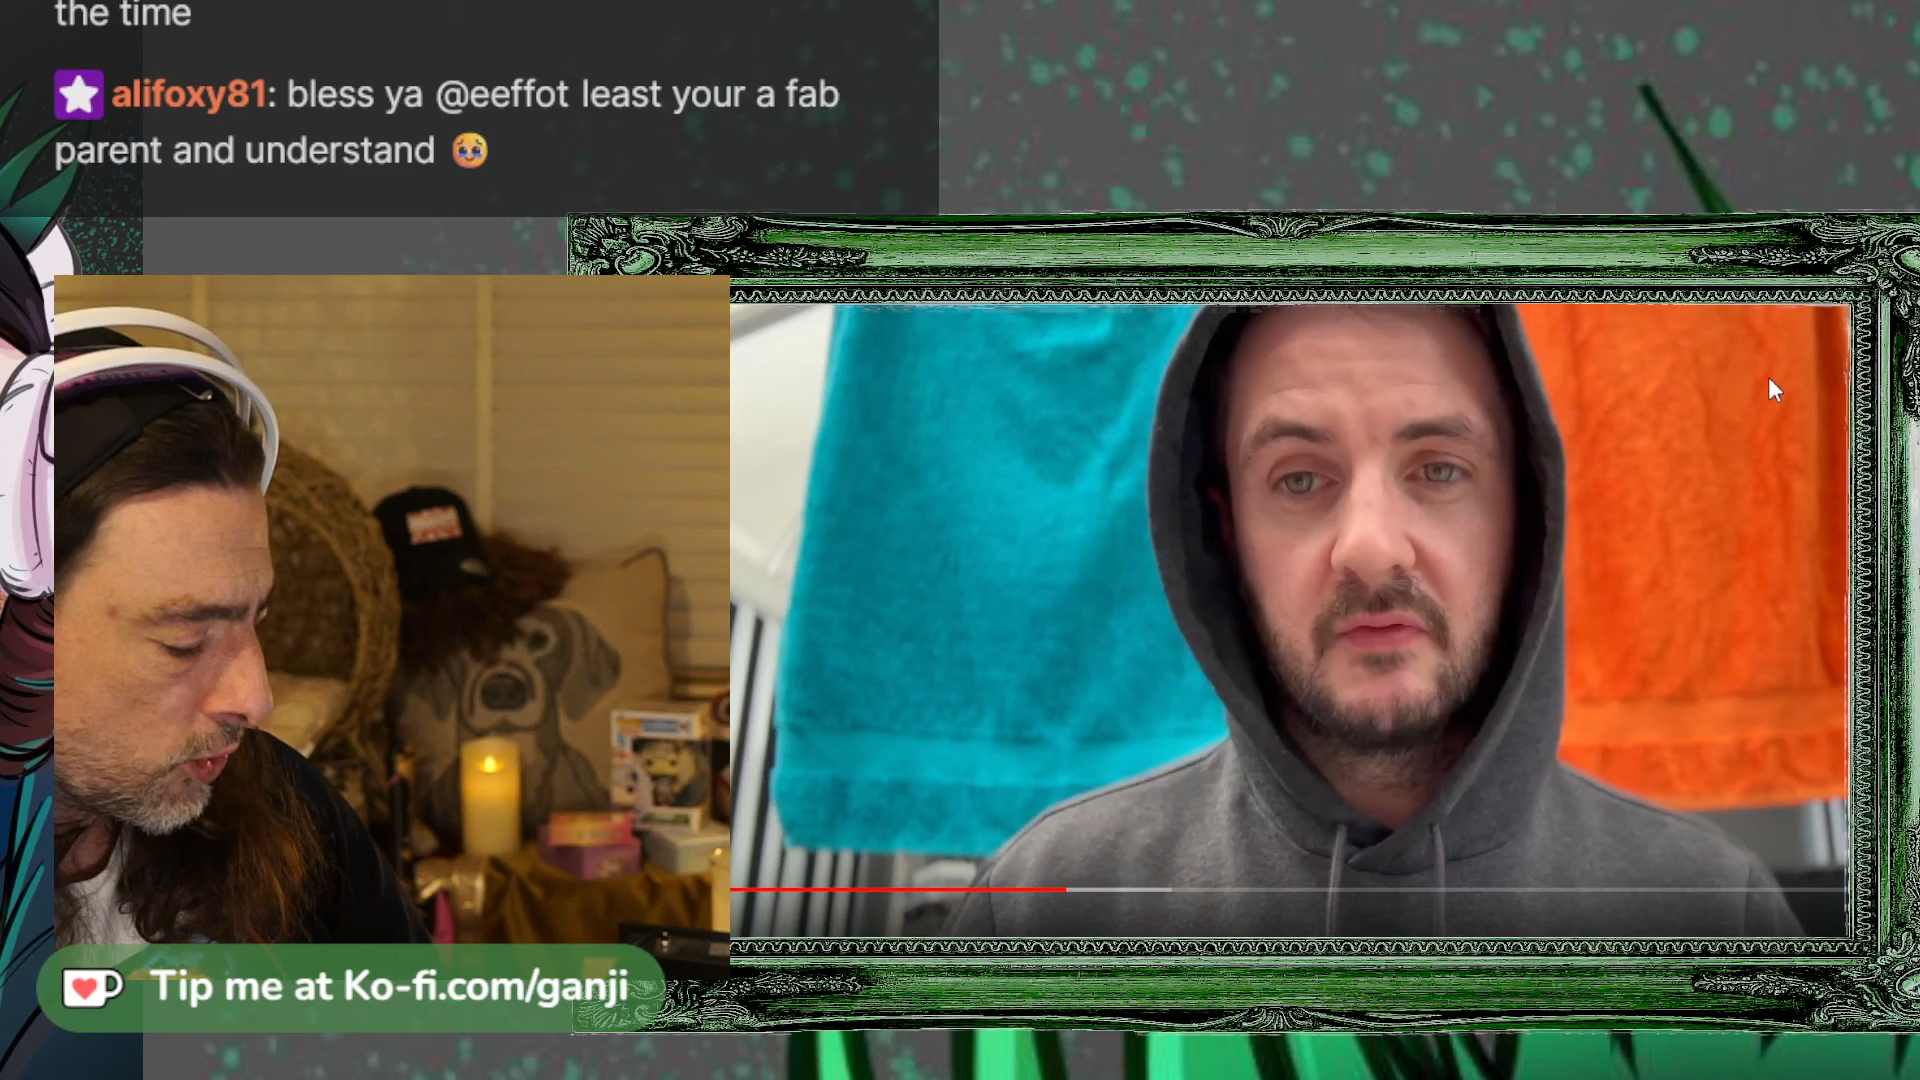 the time
alifoxy81: bless ya @eeffot least your a fab
parent and understand 🥹
Tip me at Ko-fi.com/ganji